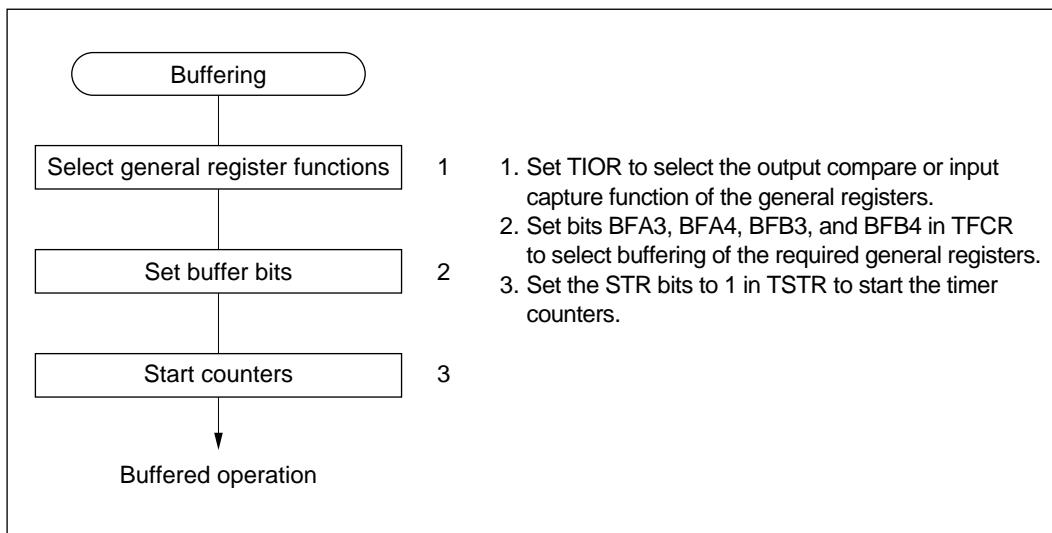 Buffering
Select general register functions 1
Set buffer bits 2
Start counters 3
Buffered operation
1. Set TIOR to select the output compare or input
capture function of the general registers.
2. Set bits BFA3, BFA4, BFB3, and BFB4 in TFCR
to select buffering of the required general registers.
3. Set the STR bits to 1 in TSTR to start the timer
counters.